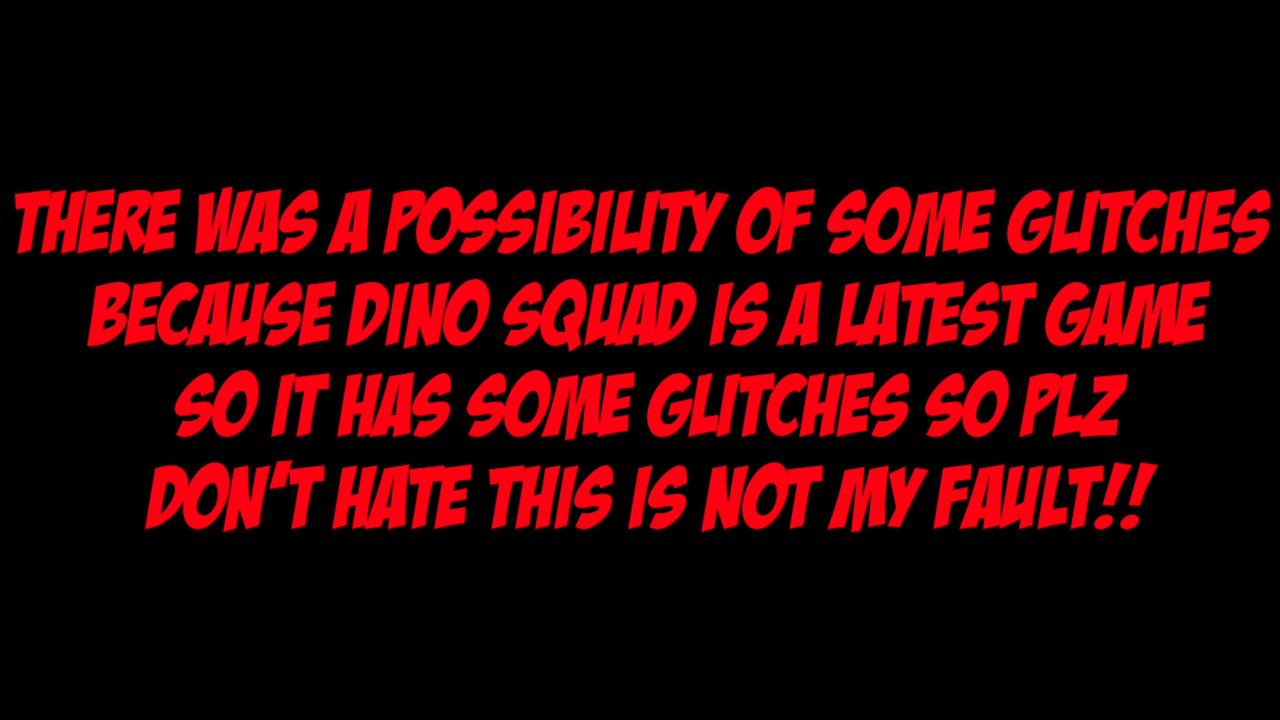 THERE WAS A POSSIBILITY OF SOME GLITCHES
BECAUSE DINO SQUAD IS A LATEST GAME
SO IT HAS SOME GLITCHES SO PLZ
DON'T HATE THIS IS NOT MY FAULT!!